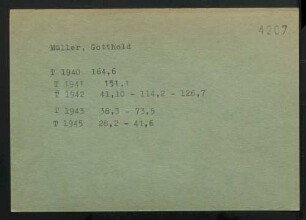 4207
Müller, Gotthold
T 1940 164,6
T 1941 151,1
T 1942 41,10 - 114,2 - 126,7
T 1943 38,3 - 73,5
T 1945 26,2 - 41,6